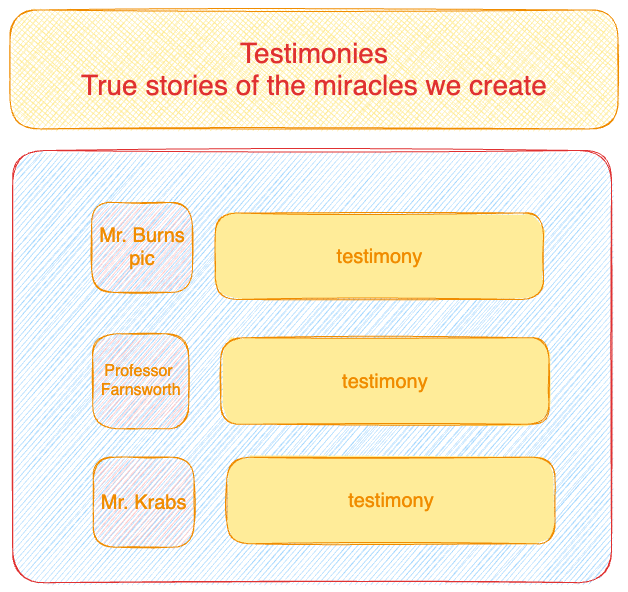 Testimonies
True stories of the miracles we create
Mr. Burns
pic
testimony
Professor
Farnsworth
testimony
Mr. Krabs
testimony